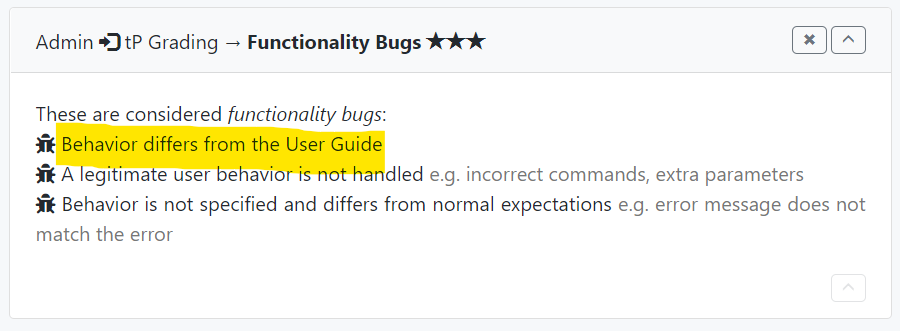 Admin tP Grading → Functionality Bugs ★★★
These are considered functionality bugs:
Behavior differs from the User Guide
A legitimate user behavior is not handled e.g. incorrect commands, extra parameters
Behavior is not specified and differs from normal expectations e.g. error message does not
match the error